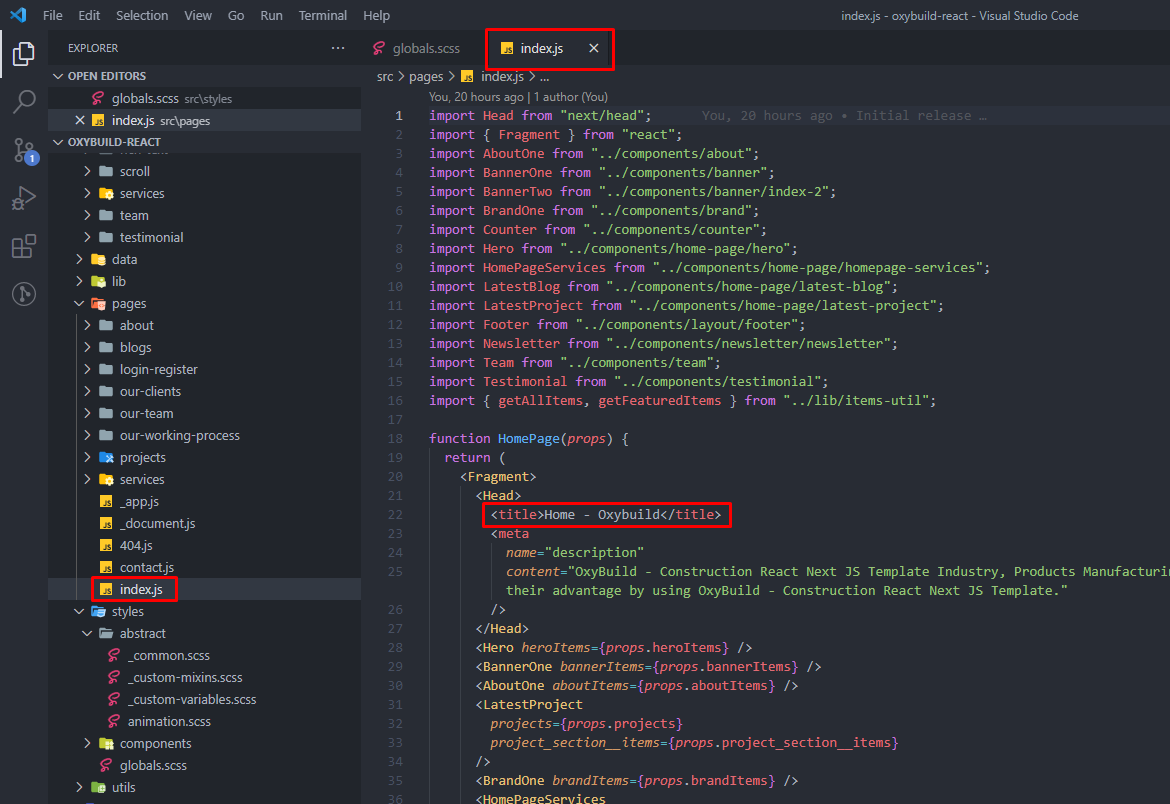 File Edit Selection View Go Run Terminal Help index.js - oxybuild-react - Visual Studio Code
EXPLORER ···
OPEN EDITORS
globals.scss src\styles
index.js src\pages
OXYBUILD-REACT
scroll
services
team
testimonial
data
lib
pages
about
blogs
login-register
our-clients
our-team
our-working-process
projects
services
_app.js
_document.js
404.js
contact.js
index.js
styles
abstract
_common.scss
_custom-mixins.scss
_custom-variables.scss
animation.scss
components
globals.scss
utils
1
globals.scss index.js
src > pages > index.js > ...
You, 20 hours ago | 1 author (You)
1 import Head from "next/head"; You, 20 hours ago • Initial release …
2 import { Fragment } from "react";
3 import AboutOne from "../components/about";
4 import BannerOne from "../components/banner";
5 import BannerTwo from "../components/banner/index-2";
6 import BrandOne from "../components/brand";
7 import Counter from "../components/counter";
8 import Hero from "../components/home-page/hero";
9 import HomePageServices from "../components/home-page/homepage-services";
10 import LatestBlog from "../components/home-page/latest-blog";
11 import LatestProject from "../components/home-page/latest-project";
12 import Footer from "../components/layout/footer";
13 import Newsletter from "../components/newsletter/newsletter";
14 import Team from "../components/team";
15 import Testimonial from "../components/testimonial";
16 import { getAllItems, getFeaturedItems } from "../lib/items-util";
17
18 function HomePage(props) {
19 return (
20 <Fragment>
21 <Head>
22 <title>Home - Oxybuild</title>
23 <meta
24 name="description"
25 content="OxyBuild - Construction React Next JS Template Industry, Products Manufacturin
their advantage by using OxyBuild - Construction React Next JS Template."
26 />
27 </Head>
28 <Hero heroItems={props.heroItems} />
29 <BannerOne bannerItems={props.bannerItems} />
30 <AboutOne aboutItems={props.aboutItems} />
31 <LatestProject
32 projects={props.projects}
33 project_section__items={props.project_section__items}
34 />
35 <BrandOne brandItems={props.brandItems} />
36 <HomePageServices